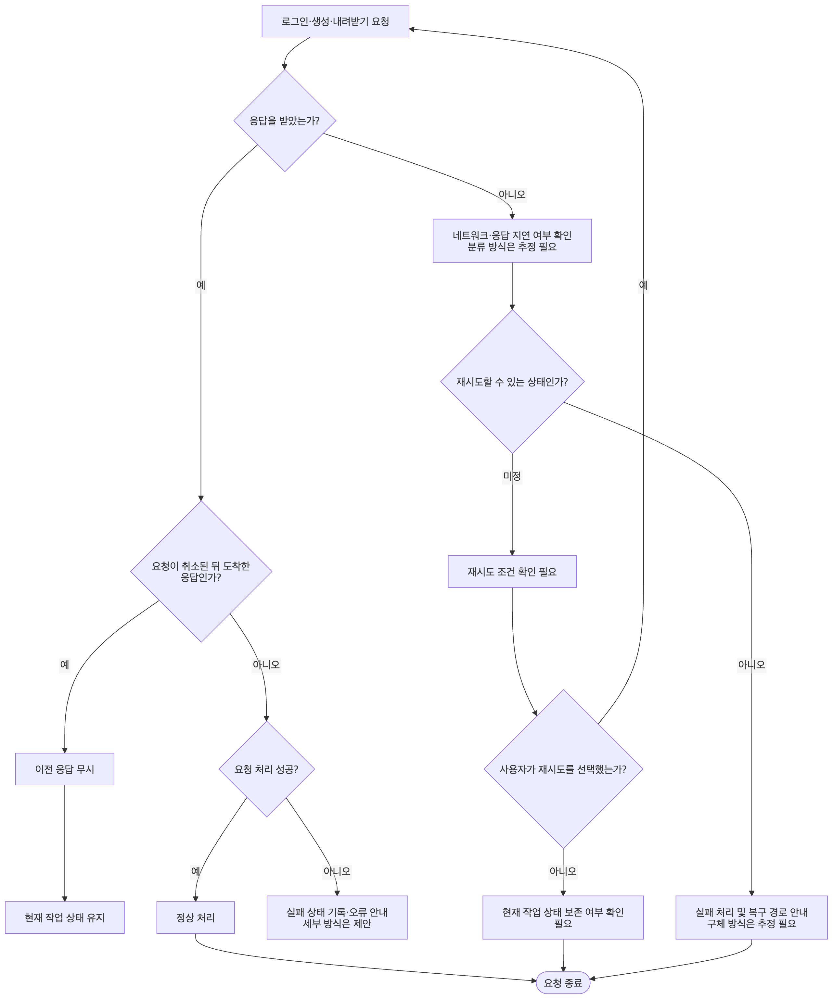 로그인·생성·내려받기 요청
응답을 받았는가?
아니오
네트워크·응답 지연 여부 확인
분류 방식은 추정 필요
예
예
재시도할 수 있는 상태인가?
미정
요청이 취소된 뒤 도착한
응답인가?
재시도 조건 확인 필요
예
아니오
아니오
이전 응답 무시
요청 처리 성공?
사용자가 재시도를 선택했는가?
예
아니오
아니오
현재 작업 상태 유지
정상 처리
실패 상태 기록·오류 안내
세부 방식은 제안
현재 작업 상태 보존 여부 확인
필요
실패 처리 및 복구 경로 안내
구체 방식은 추정 필요
요청 종료